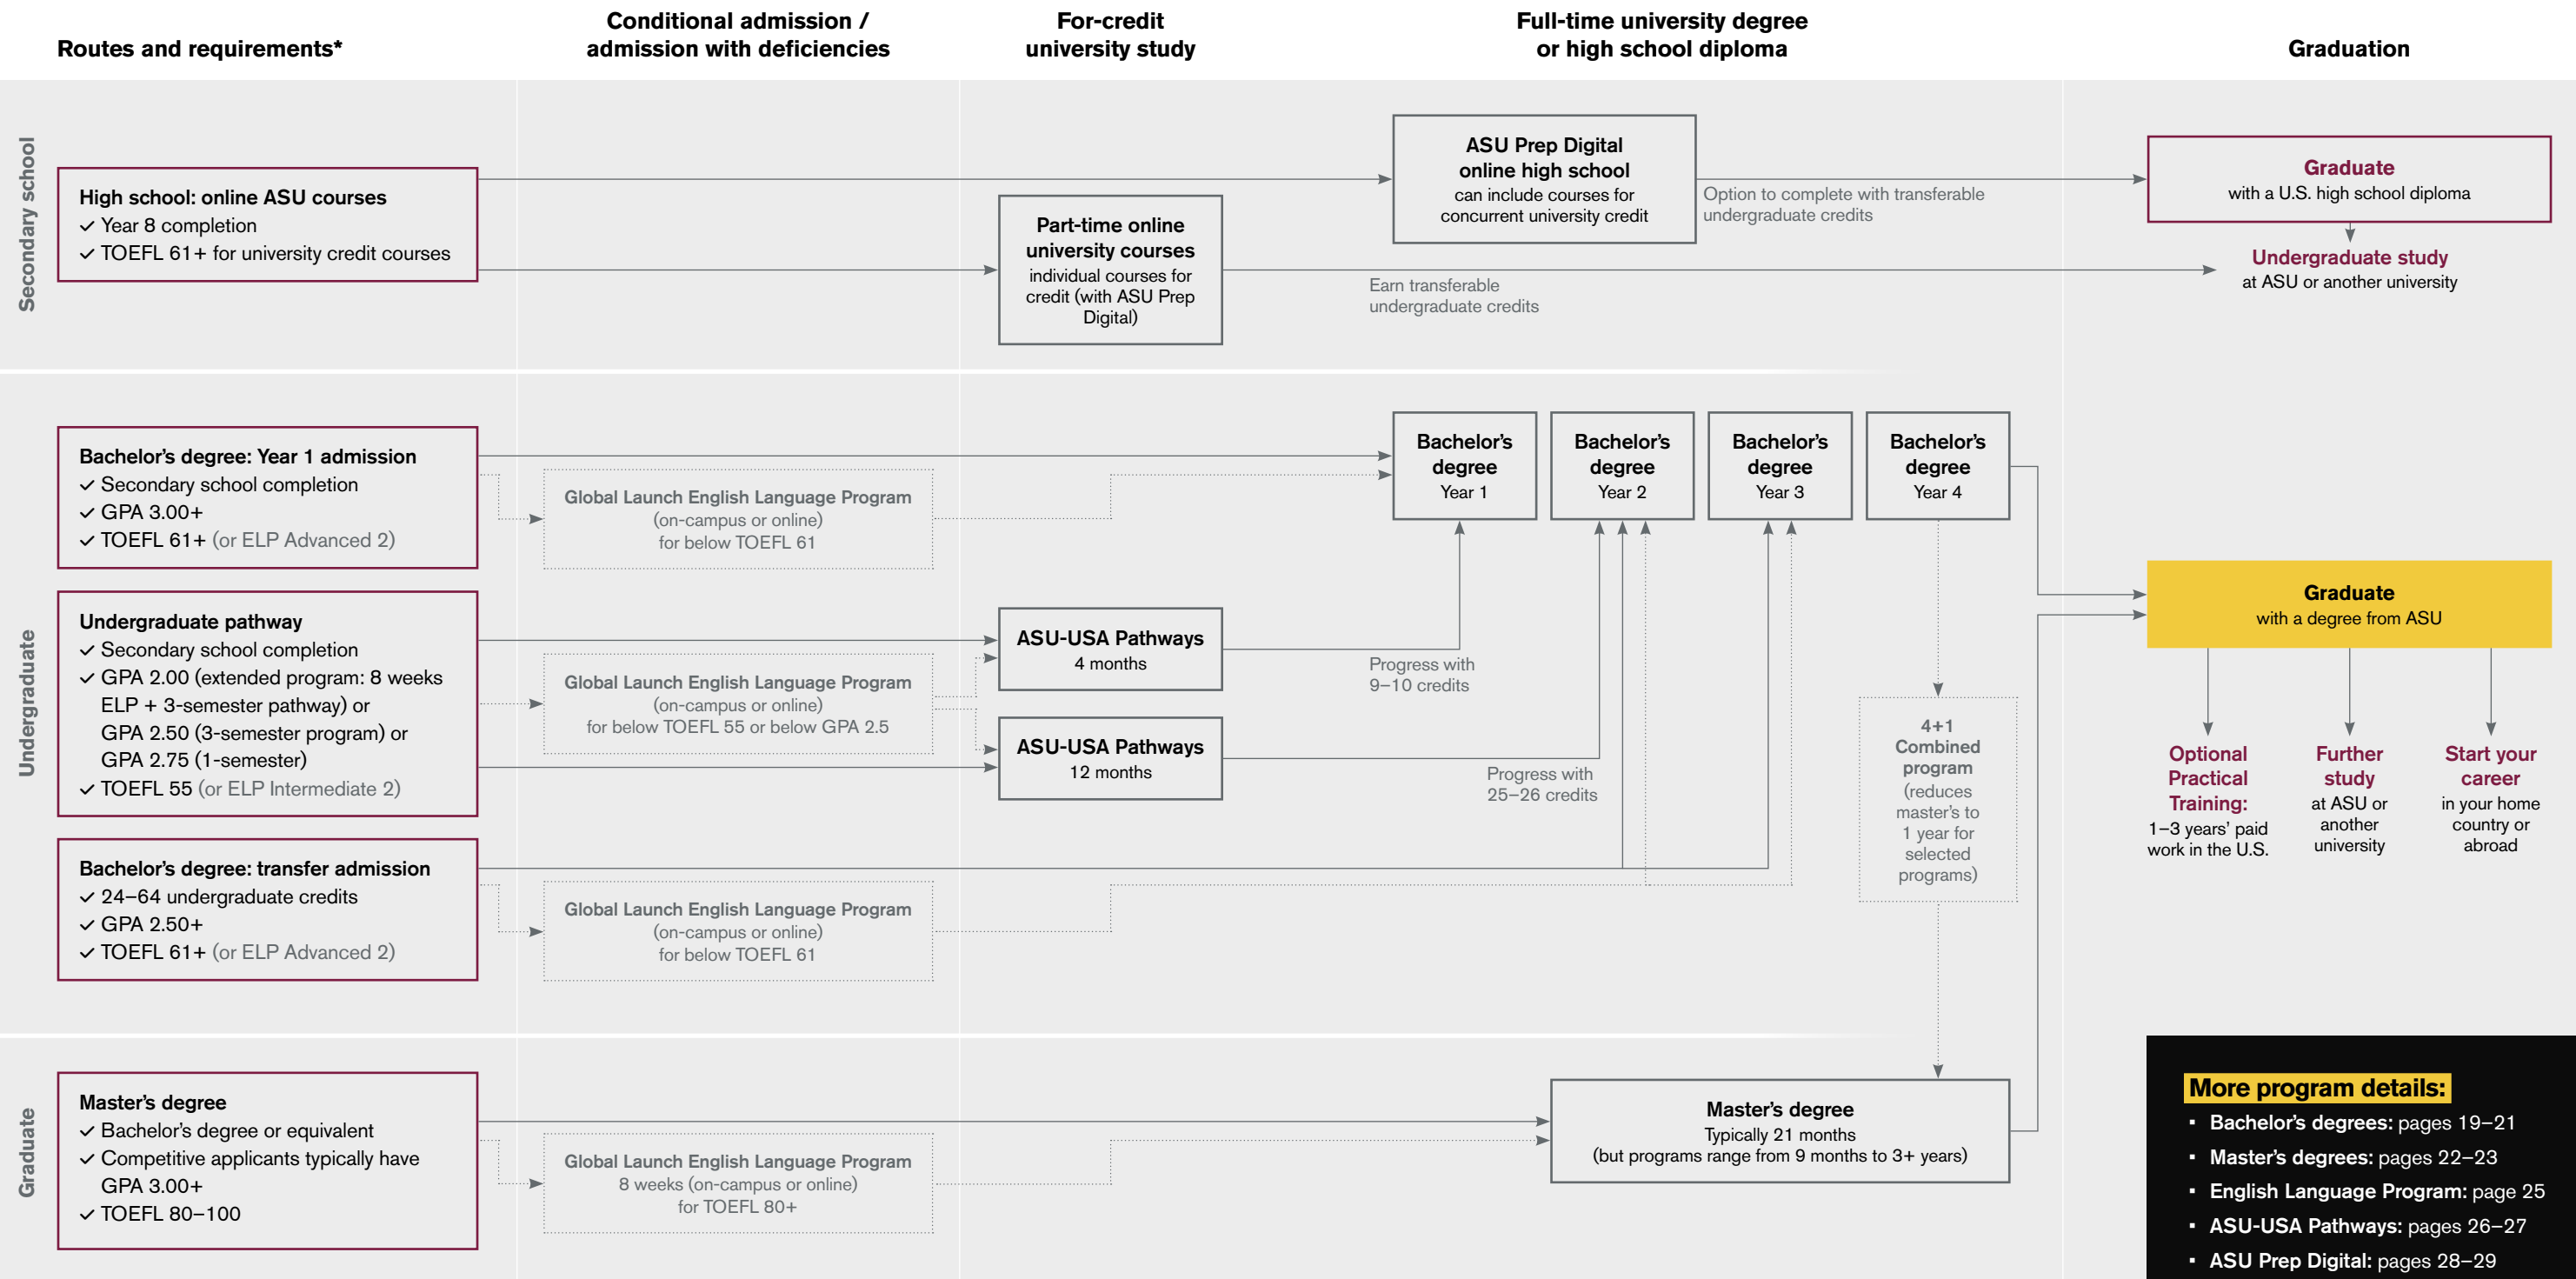 Routes and requirements*
Conditional admission /
admission with deficiencies
For-credit
university study
Full-time university degree
or high school diploma
Graduation
Secondary school
High school: online ASU courses
✓ Year 8 completion
✓ TOEFL 61+ for university credit courses
Part-time online
university courses
individual courses for
credit (with ASU Prep
Digital)
ASU Prep Digital
online high school
can include courses for
concurrent university credit
Option to complete with transferable
undergraduate credits
Earn transferable
undergraduate credits
Graduate
with a U.S. high school diploma
Undergraduate study
at ASU or another university
Undergraduate
Bachelor's degree: Year 1 admission
✓ Secondary school completion
✓ GPA 3.00+
✓ TOEFL 61+ (or ELP Advanced 2)
Global Launch English Language Program
(on-campus or online)
for below TOEFL 61
Bachelor's
degree
Year 1
Bachelor's
degree
Year 2
Bachelor's
degree
Year 3
Bachelor's
degree
Year 4
Undergraduate pathway
✓ Secondary school completion
✓ GPA 2.00 (extended program: 8 weeks
ELP + 3-semester pathway) or
GPA 2.50 (3-semester program) or
GPA 2.75 (1-semester)
✓ TOEFL 55 (or ELP Intermediate 2)
Global Launch English Language Program
(on-campus or online)
for below TOEFL 55 or below GPA 2.5
ASU-USA Pathways
4 months
Progress with
9–10 credits
ASU-USA Pathways
12 months
Progress with
25–26 credits
4+1
Combined
program
(reduces
master's to
1 year for
selected
programs)
Graduate
with a degree from ASU
Optional
Practical
Training:
1–3 years' paid
work in the U.S.
Further
study
at ASU or
another
university
Start your
career
in your home
country or
abroad
Bachelor's degree: transfer admission
✓ 24–64 undergraduate credits
✓ GPA 2.50+
✓ TOEFL 61+ (or ELP Advanced 2)
Global Launch English Language Program
(on-campus or online)
for below TOEFL 61
Graduate
Master's degree
✓ Bachelor's degree or equivalent
✓ Competitive applicants typically have
GPA 3.00+
✓ TOEFL 80–100
Global Launch English Language Program
8 weeks (on-campus or online)
for TOEFL 80+
Master's degree
Typically 21 months
(but programs range from 9 months to 3+ years)
More program details:
▪ Bachelor's degrees: pages 19–21
▪ Master's degrees: pages 22–23
▪ English Language Program: page 25
▪ ASU-USA Pathways: pages 26–27
▪ ASU Prep Digital: pages 28–29